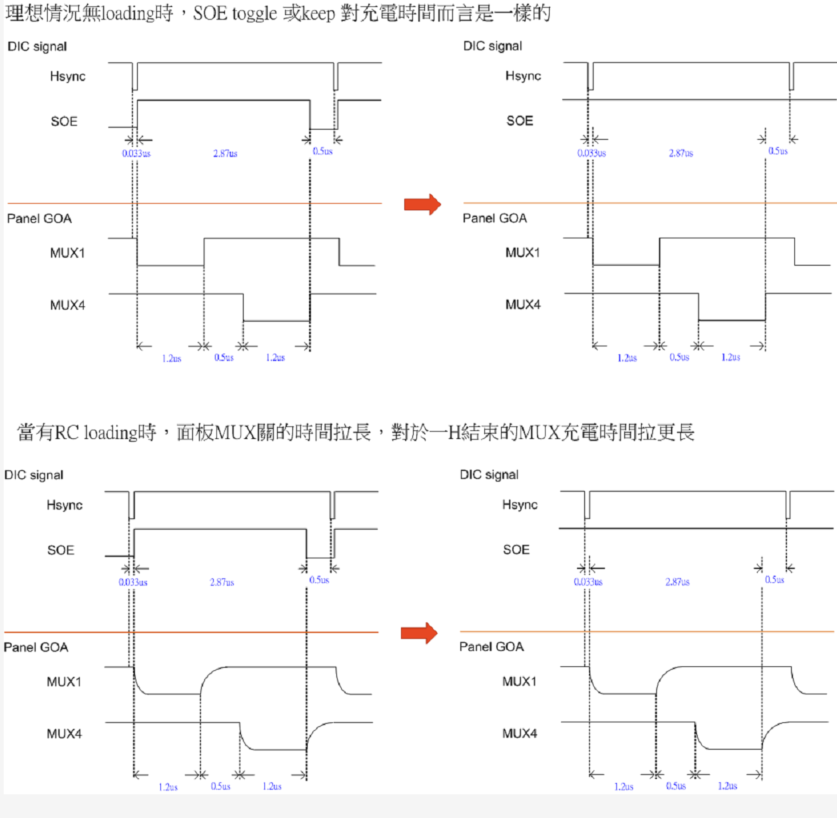 理想情況無loading時，SOE toggle 或keep 對充電時間而言是一樣的
DIC signal
Hsync
SOE
0.033us 2.87us 0.5us
Panel GOA
MUX1
MUX4
1.2us 0.5us 1.2us
DIC signal
Hsync
SOE
0.033us 2.87us 0.5us
Panel GOA
MUX1
MUX4
1.2us 0.5us 1.2us
當有RC loading時，面板MUX關的時間拉長，對於一H結束的MUX充電時間拉更長
DIC signal
Hsync
SOE
0.033us 2.87us 0.5us
Panel GOA
MUX1
MUX4
1.2us 0.5us 1.2us
DIC signal
Hsync
SOE
0.033us 2.87us 0.5us
Panel GOA
MUX1
MUX4
1.2us 0.5us 1.2us